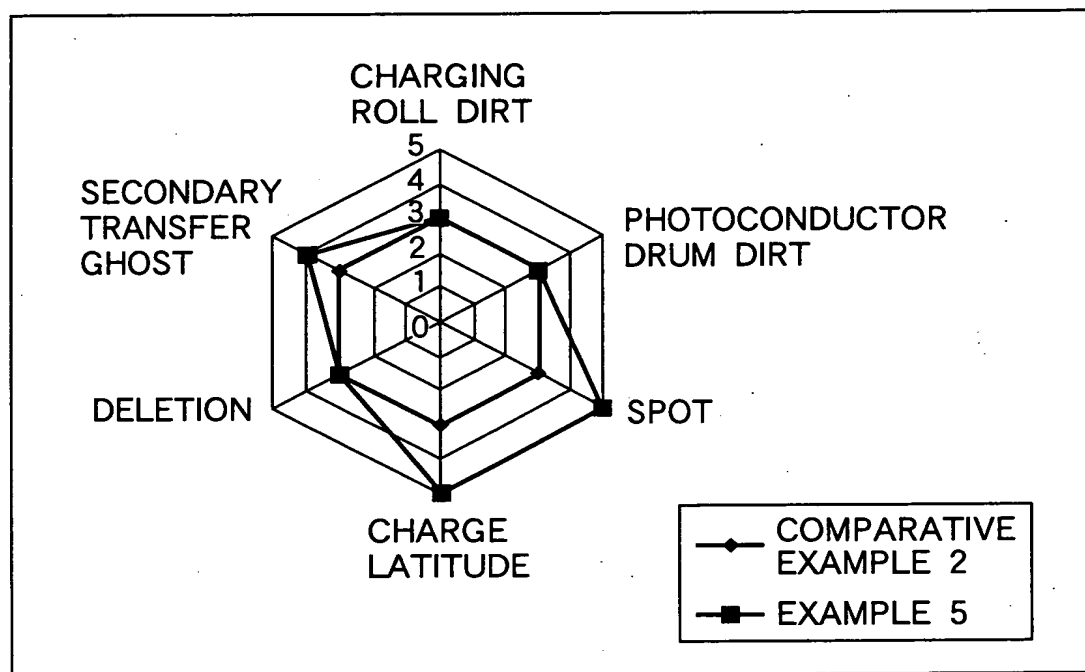 CHARGING
ROLL DIRT
5
4
3
2
1
0
SECONDARY
TRANSFER
GHOST
PHOTOCONDUCTOR
DRUM DIRT
DELETION
SPOT
CHARGE
LATITUDE
COMPARATIVE
EXAMPLE 2
EXAMPLE 5